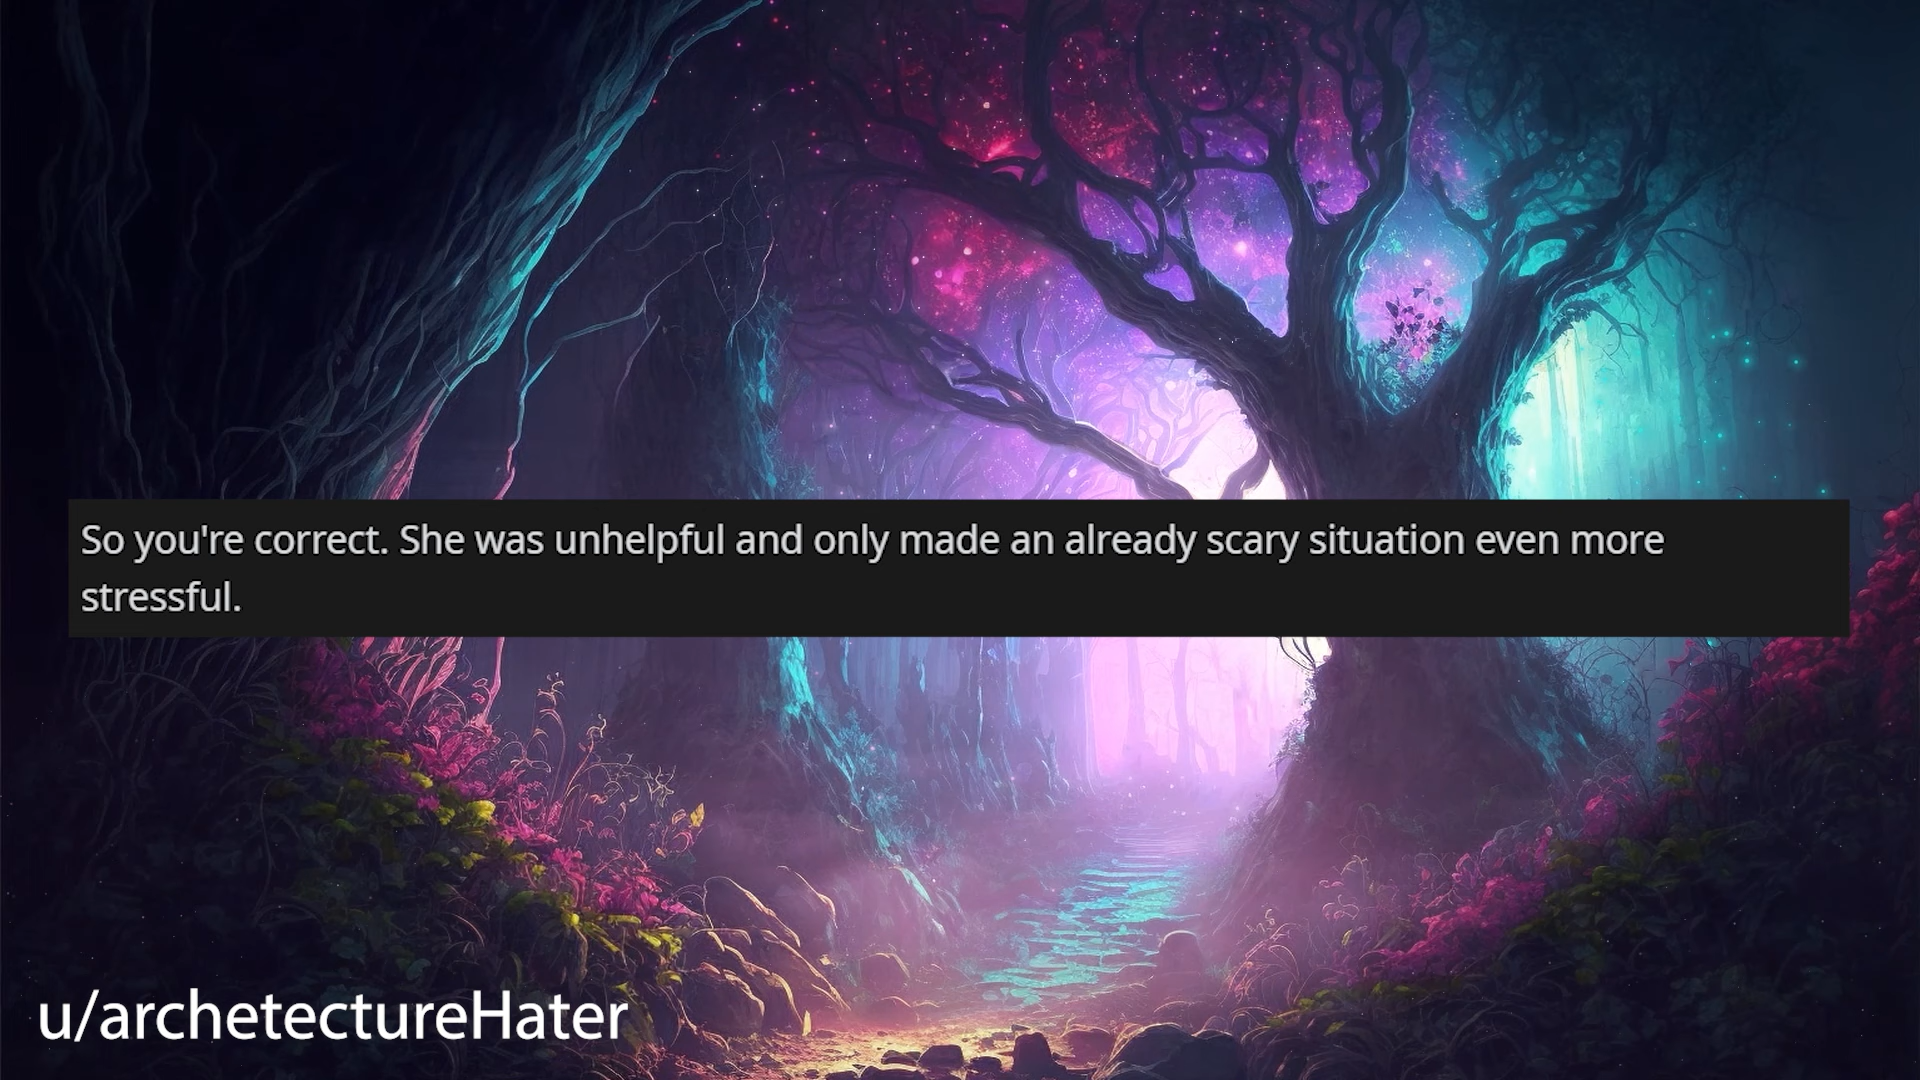 So you're correct. She was unhelpful and only made an already scary situation even more
stressful.
u/archetectureHater